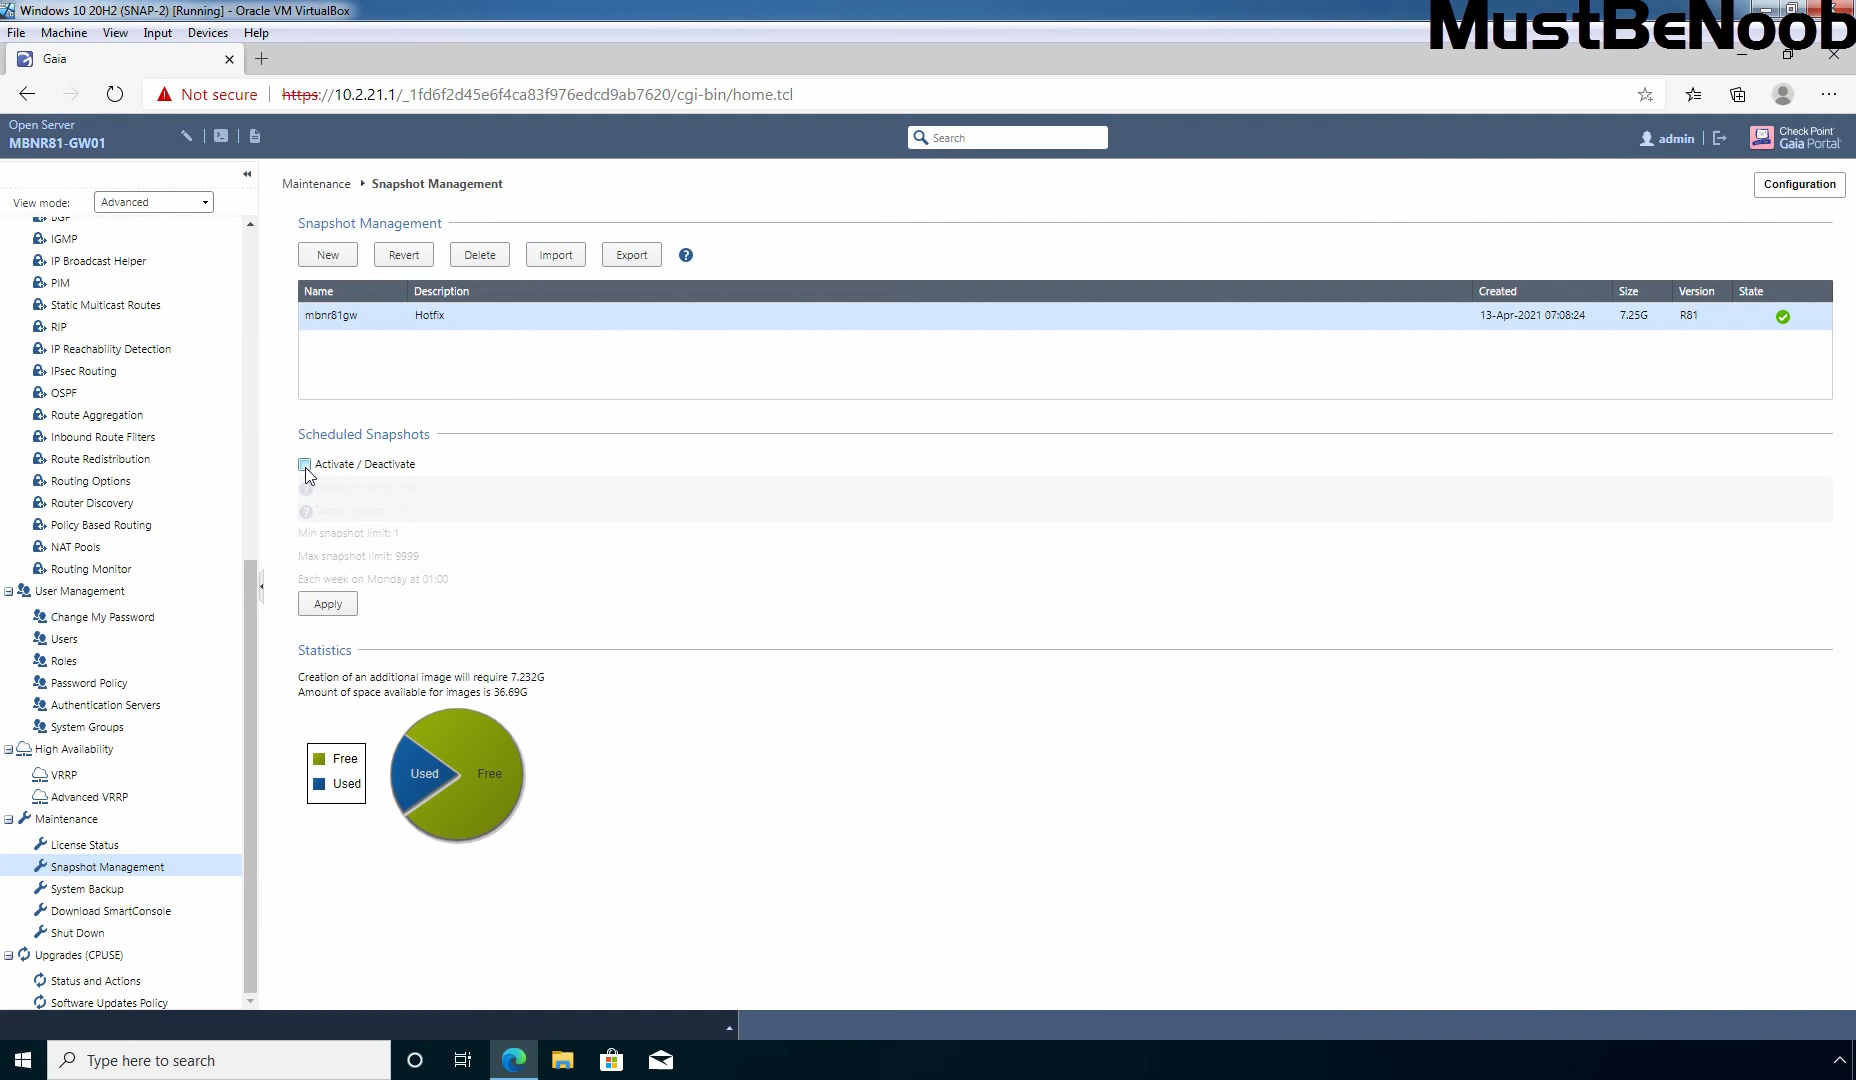 Windows 10 20H2 (SNAP-2) [Running] - Oracle VM VirtualBox
MustBeNoob
File Machine View Input Devices Help
Gaia
Not secure https://10.2.21.1/_1fd6f2d45e6f4ca83f976edcd9ab7620/cgi-bin/home.tcl
Open Server
MBNR81-GW01
Search
admin
Check Point
Gaia Portal
View mode: Advanced
BGP
IGMP
IP Broadcast Helper
PIM
Static Multicast Routes
RIP
IP Reachability Detection
IPsec Routing
OSPF
Route Aggregation
Inbound Route Filters
Route Redistribution
Routing Options
Router Discovery
Policy Based Routing
NAT Pools
Routing Monitor
User Management
Change My Password
Users
Roles
Password Policy
Authentication Servers
System Groups
High Availability
VRRP
Advanced VRRP
Maintenance
License Status
Snapshot Management
System Backup
Download SmartConsole
Shut Down
Upgrades (CPUSE)
Status and Actions
Software Updates Policy
Maintenance Snapshot Management
Configuration
Snapshot Management
New Revert Delete Import Export
Name Description Created Size Version State
mbnr81gw Hotfix 13-Apr-2021 07:08:24 7.25G R81
Scheduled Snapshots
Activate / Deactivate
Min snapshot limit: 1
Max snapshot limit: 9999
Each week on Monday at 01:00
Apply
Statistics
Creation of an additional image will require 7.232G
Amount of space available for images is 36.69G
Free
Used
Used Free
Type here to search